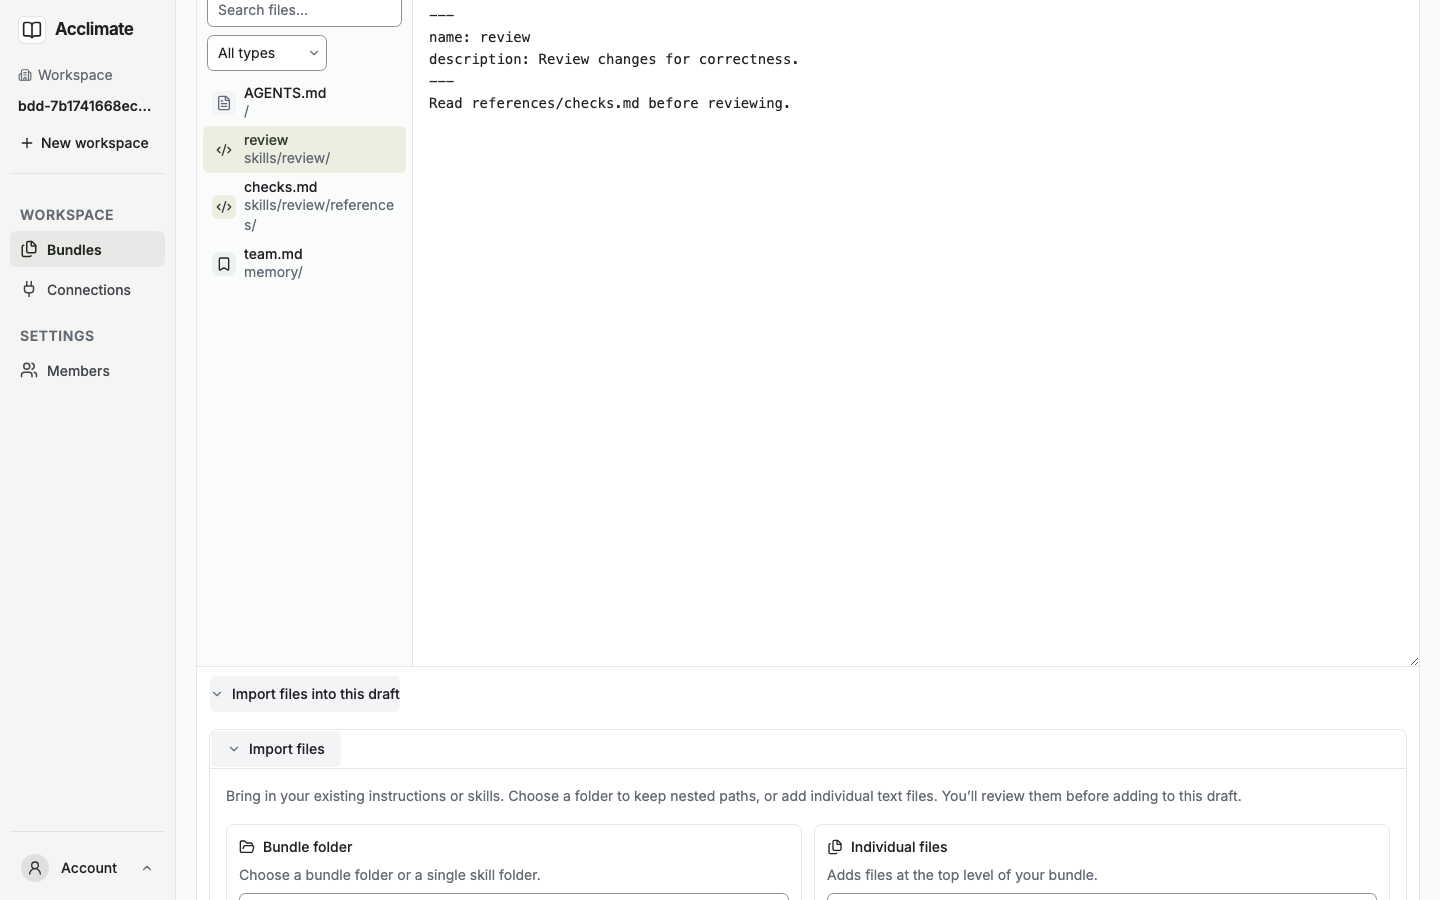 Acclimate
Workspace
bdd-7b1741668ec...
New workspace
WORKSPACE
Bundles
Connections
SETTINGS
Members
Account
Search files...
All types
AGENTS.md
/
review
skills/review/
checks.md
skills/review/reference
s/
team.md
memory/
---
name: review
description: Review changes for correctness.
---
Read references/checks.md before reviewing.
Import files into this draft
Import files
Bring in your existing instructions or skills. Choose a folder to keep nested paths, or add individual text files. You’ll review them before adding to this draft.
Bundle folder
Choose a bundle folder or a single skill folder.
Individual files
Adds files at the top level of your bundle.